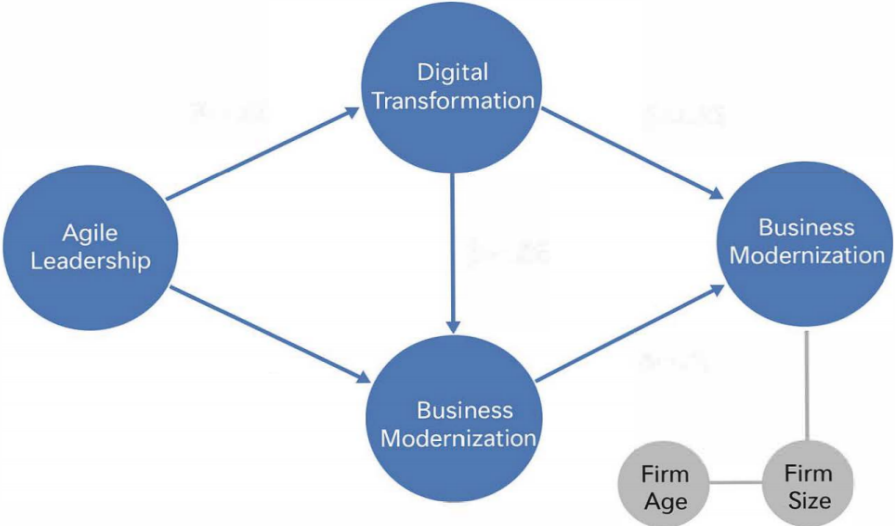 Digital
Transformation
Agile
Leadership
Business
Modernization
Business
Modernization
Firm
Age
Firm
Size